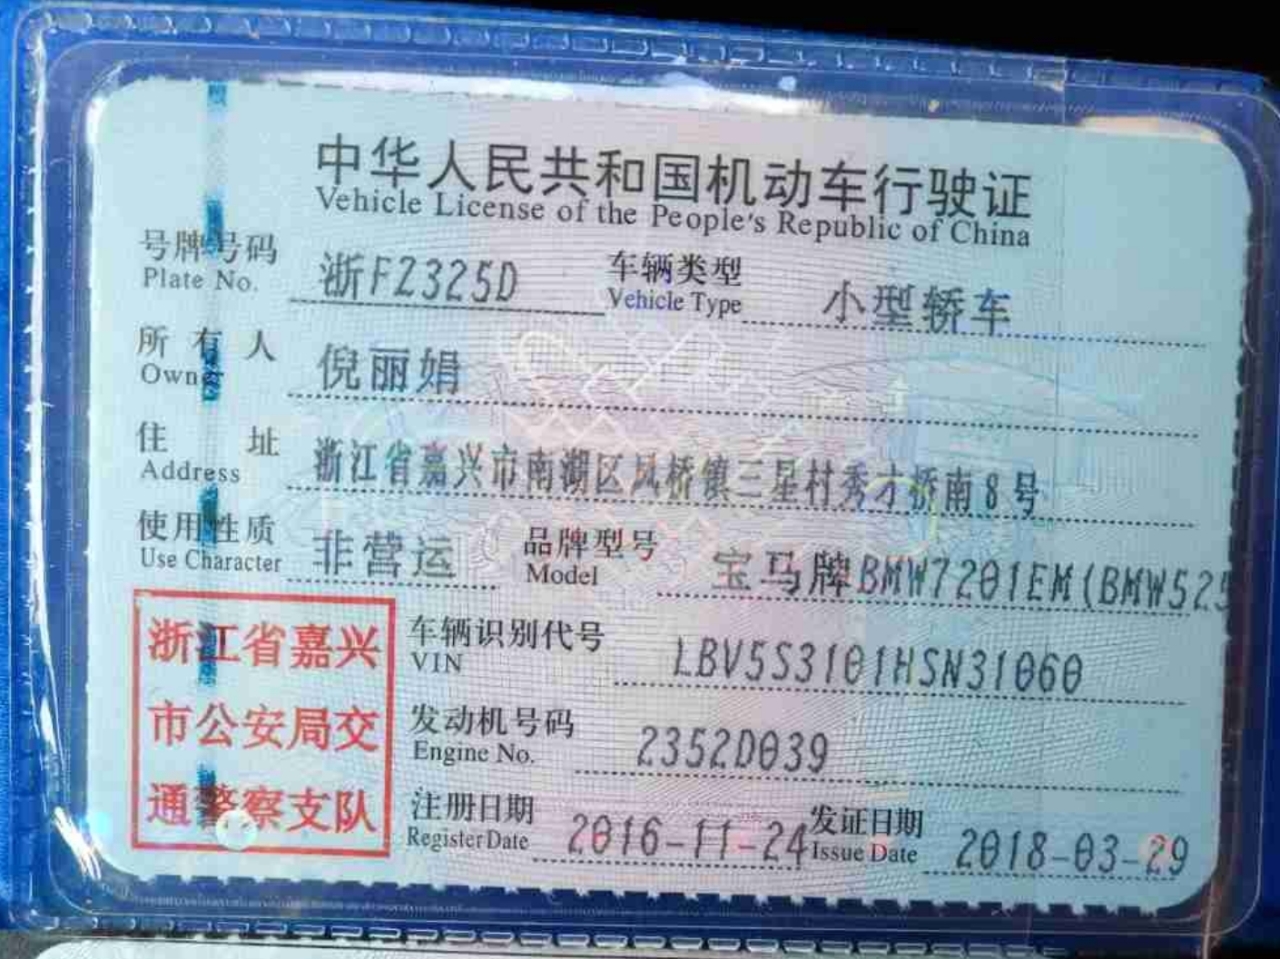 中华人民共和国机动车行驶证
Vehicle License of the People's Republic of China
号牌号码 浙FZ325D 车辆类型 小型轿车
Plate No. Vehicle Type
所有人 倪丽娟
Owner
住址 浙江省嘉兴市南湖区凤桥镇三星村秀才桥南8号
Address
使用性质 非营运 品牌型号 宝马牌BMW7201EM(BMW525
Use Character Model
浙江省嘉兴
市公安局交
通警察支队
车辆识别代号 LBV5S3101HSN31060
VIN
发动机号码 2352D039
Engine No.
注册日期 2016-11-24 发证日期 2018-03-29
Register Date Issue Date